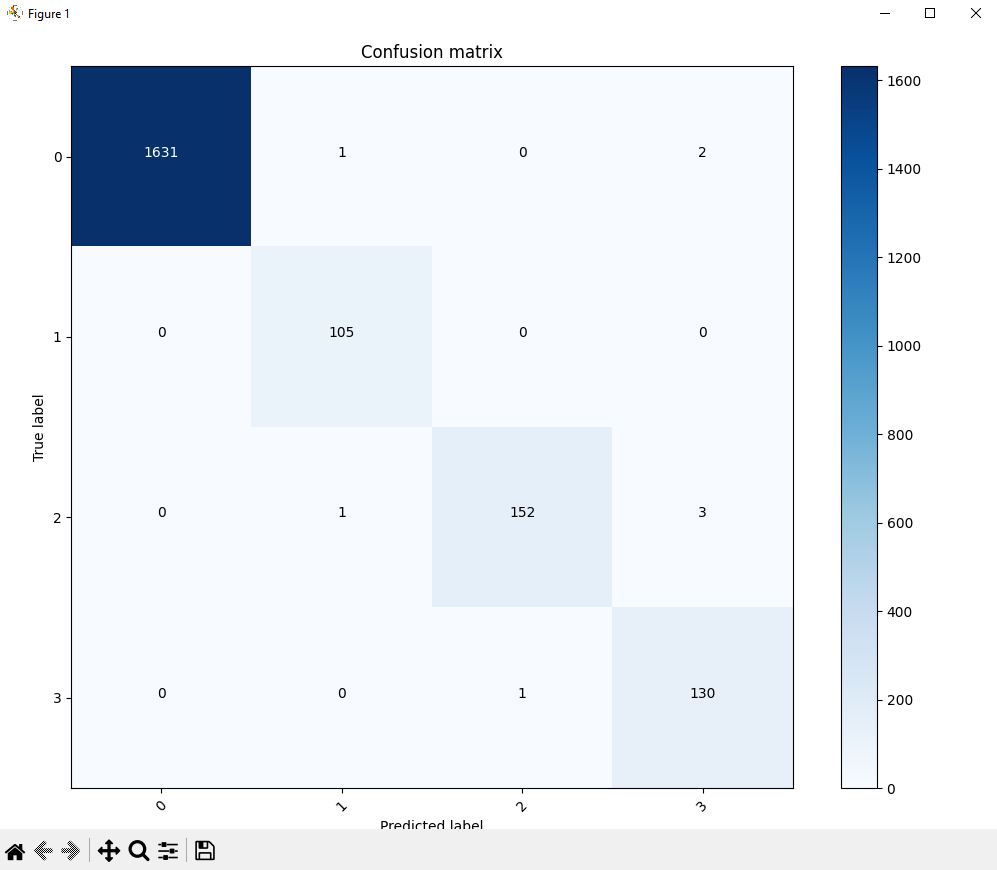 Figure 1
Confusion matrix
1631 1 0 2
0 105 0 0
0 1 152 3
0 0 1 130
0
1
2
3
True label
0 1 2 3
Predicted label
1600
1400
1200
1000
800
600
400
200
0